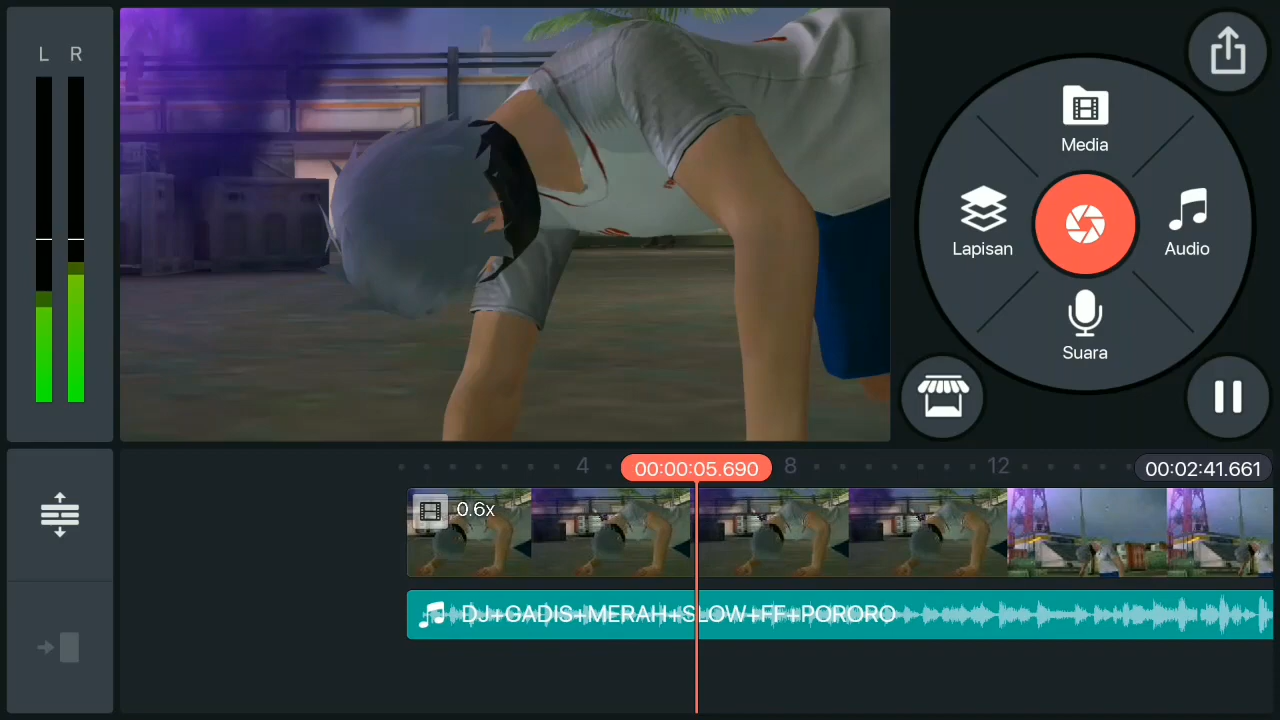 L R
Media
Lapisan
Audio
Suara
4
00:00:05.690
8
12
00:02:41.661
0.6x
DJ+GADIS+MERAH+SLOW+FF+PORORO